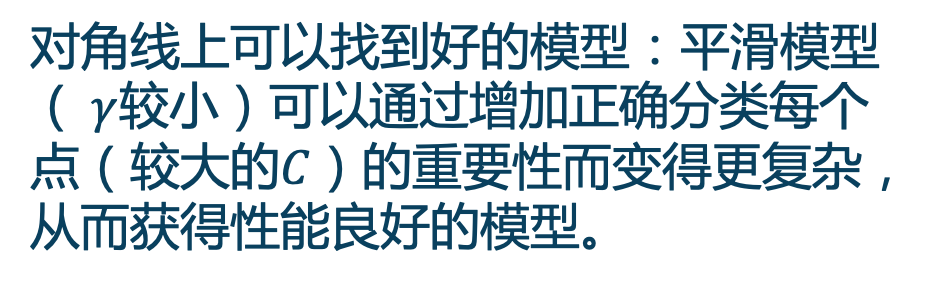 对角线上可以找到好的模型：平滑模型
（ γ较小）可以通过增加正确分类每个
点（较大的C ）的重要性而变得更复杂，
从而获得性能良好的模型。